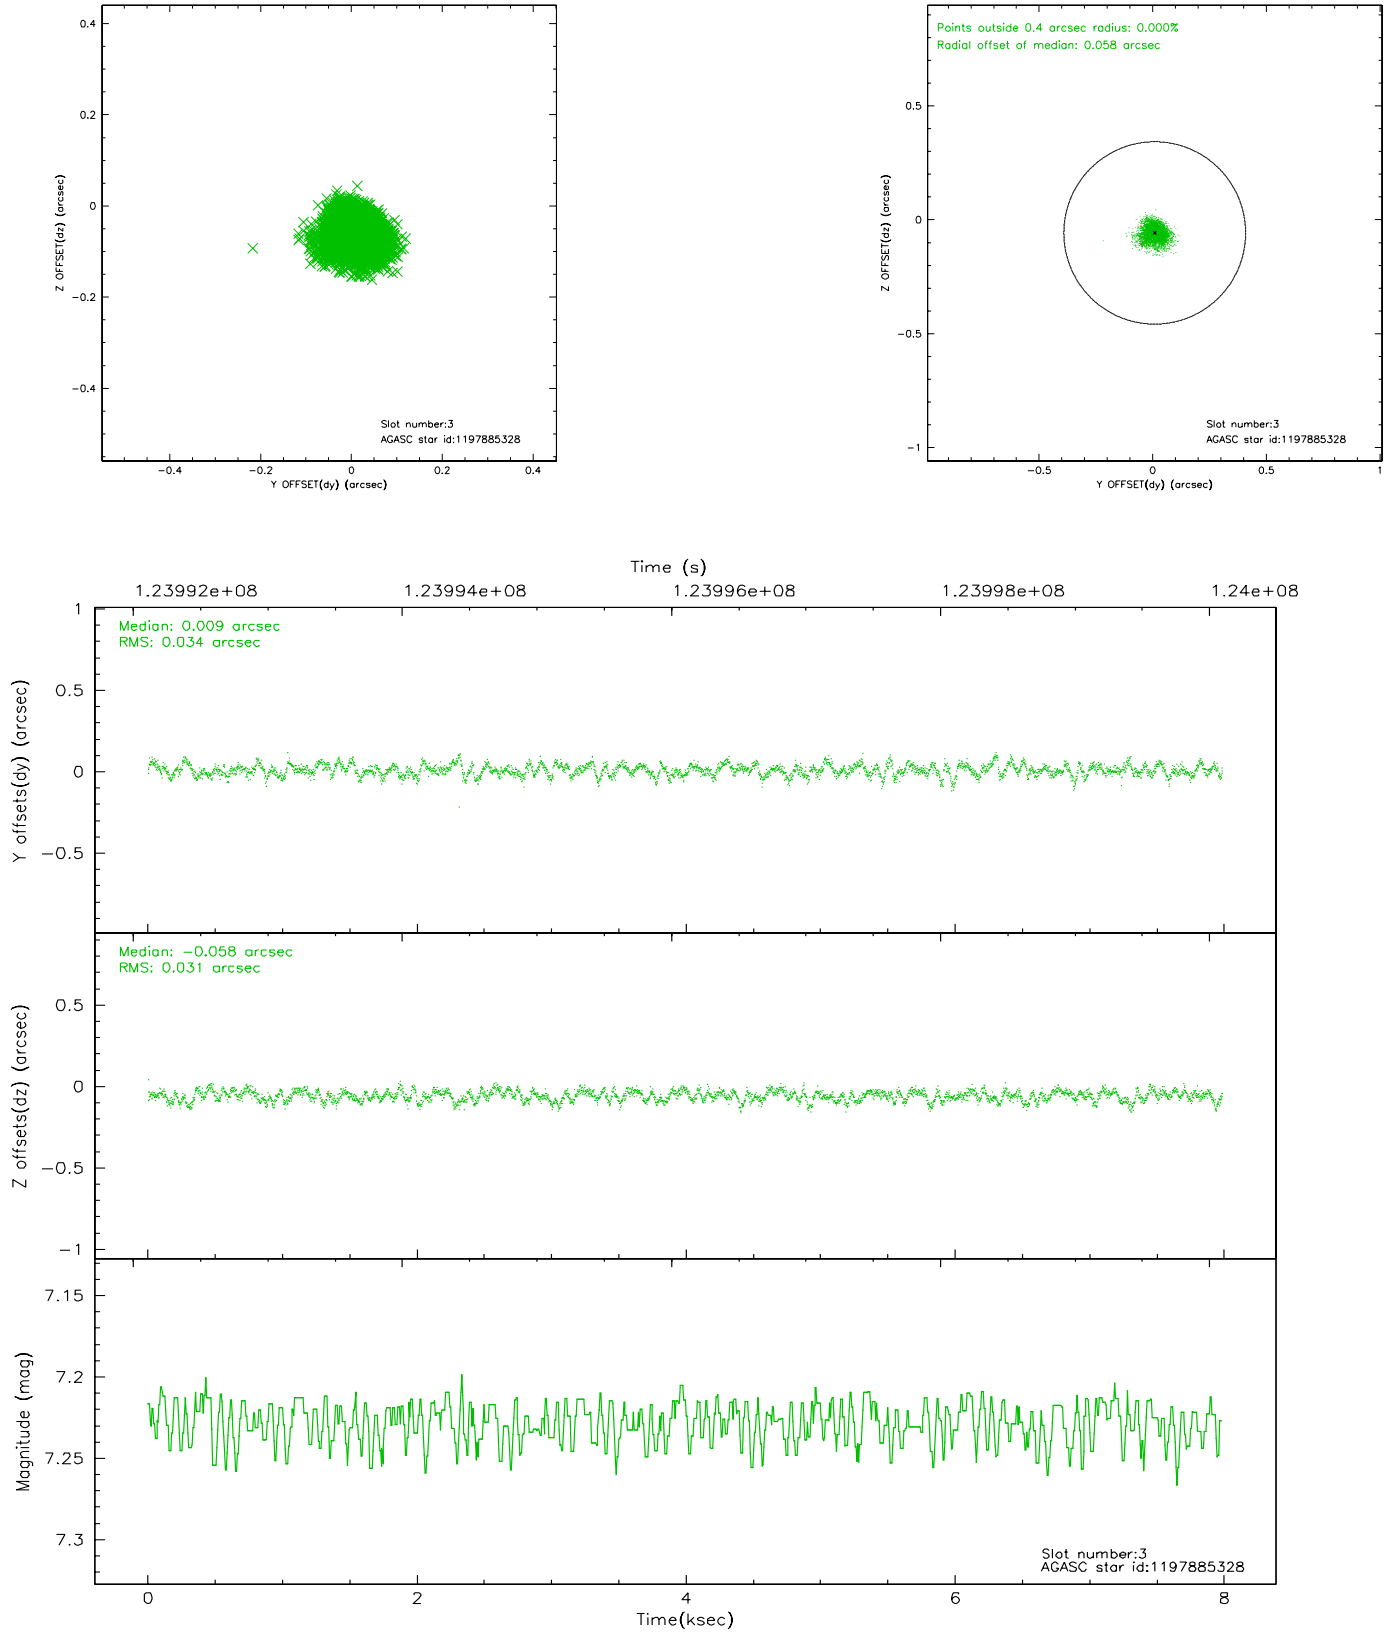 0.4
0.2
0
−0.2
−0.4
Z OFFSET(dz) (arcsec)
Slot number:3
AGASC star id:1197885328
−0.4 −0.2 0 0.2 0.4
Y OFFSET(dy) (arcsec)
Points outside 0.4 arcsec radius: 0.000%
Radial offset of median: 0.058 arcsec
0.5
0
−0.5
−1
Z OFFSET(dz) (arcsec)
Slot number:3
AGASC star id:1197885328
−0.5 0 0.5 1
Y OFFSET(dy) (arcsec)
Time (s)
1.23992e+08 1.23994e+08 1.23996e+08 1.23998e+08 1.24e+08
Median: 0.009 arcsec
RMS: 0.034 arcsec
1
0.5
0
−0.5
Y offsets(dy) (arcsec)
Median: −0.058 arcsec
RMS: 0.031 arcsec
0.5
0
−0.5
−1
Z offsets(dz) (arcsec)
7.15
7.2
7.25
7.3
Magnitude (mag)
Slot number:3
AGASC star id:1197885328
0 2 4 6 8
Time(ksec)